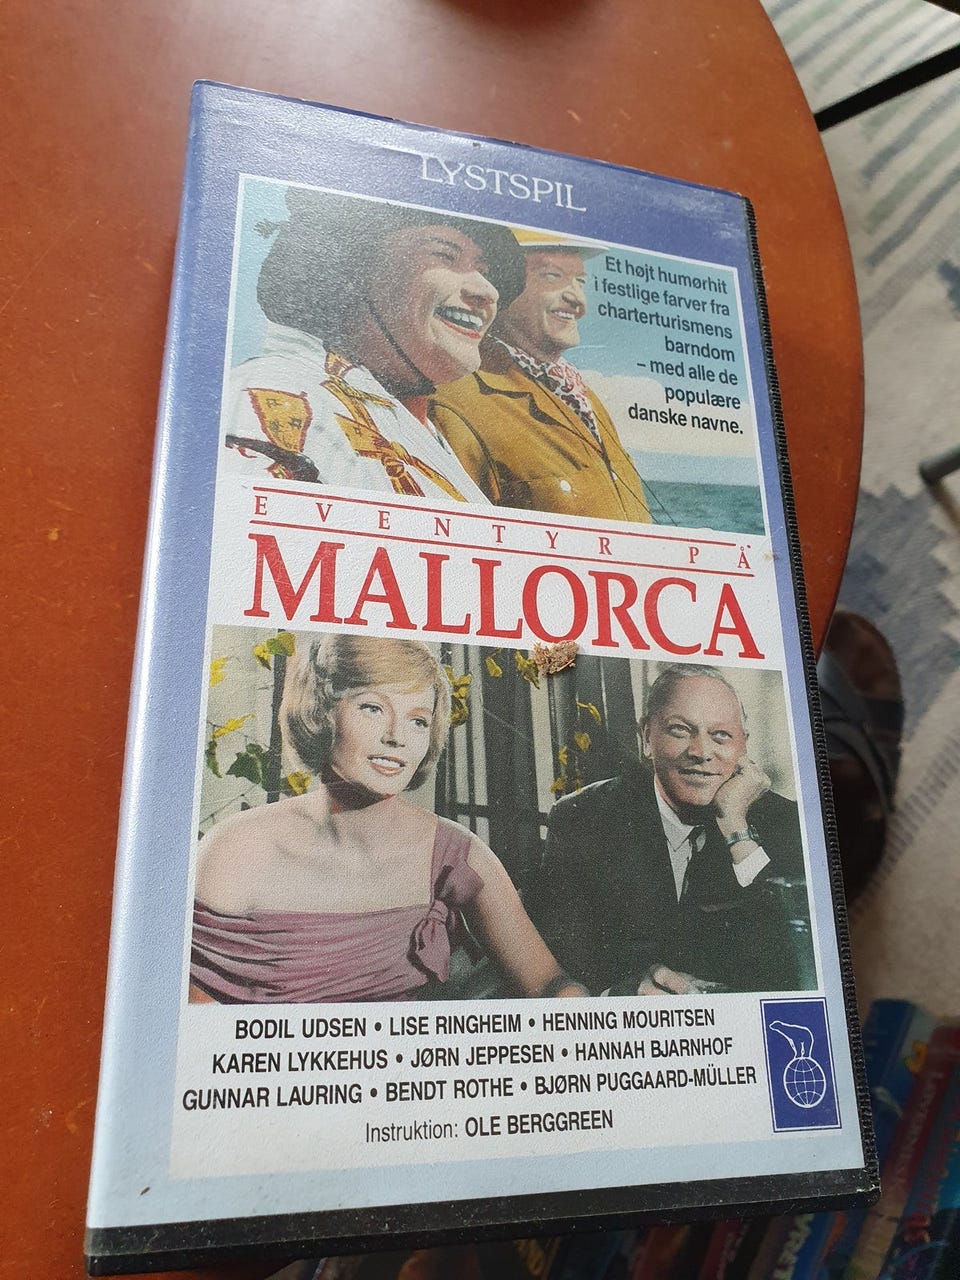 LYSTSPIL
Et højt humørhit
i festlige farver fra
charterturismens
barndom
– med alle de
populære
danske navne.
EVENTYR PÅ
MALLORCA
BODIL UDSEN • LISE RINGHEIM • HENNING MOURITSEN
KAREN LYKKEHUS • JØRN JEPPESEN • HANNAH BJARNHOF
GUNNAR LAURING • BENDT ROTHE • BJØRN PUGGAARD-MÜLLER
Instruktion: OLE BERGGREEN